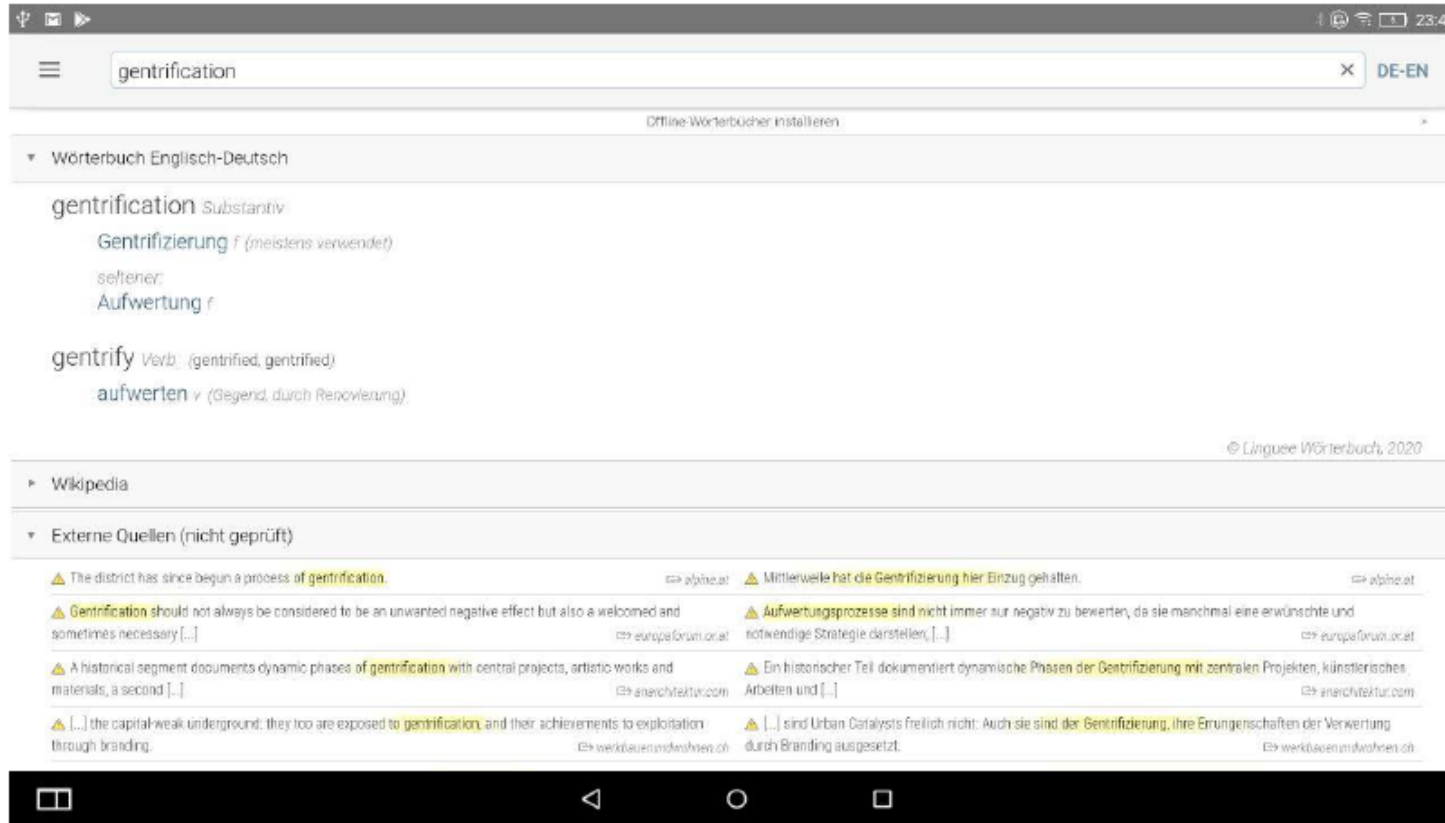 23:4
gentrification
× DE-EN
Offline-Wörterbücher installieren
Wörterbuch Englisch-Deutsch
gentrification Substantiv
Gentrifizierung f (meistens verwendet)
seltener:
Aufwertung f
gentrify Verb (gentrified, gentrified)
aufwerten v (Gegend, durch Renovierung)
© Linguee Wörterbuch, 2020
Wikipedia
Externe Quellen (nicht geprüft)
The district has since begun a process of gentrification. alpine.at
Mittlerweile hat die Gentrifizierung hier Einzug gehalten. alpine.at
Gentrification should not always be considered to be an unwanted negative effect but also a welcomed and
sometimes necessary [...] europaforum.or.at
Aufwertungsprozesse sind nicht immer nur negativ zu bewerten, da sie manchmal eine erwünschte und
notwendige Strategie darstellen, [...] europaforum.or.at
A historical segment documents dynamic phases of gentrification with central projects, artistic works and
materials, a second [...] anarchitektur.com
Ein historischer Teil dokumentiert dynamische Phasen der Gentrifizierung mit zentralen Projekten, künstlerischen
Arbeiten und [...] anarchitektur.com
[...] the capital-weak underground: they too are exposed to gentrification, and their achievements to exploitation
through branding. werkbauenundwohnen.ch
[...] sind Urban Catalysts freilich nicht: Auch sie sind der Gentrifizierung, ihre Errungenschaften der Verwertung
durch Branding ausgesetzt. werkbauenundwohnen.ch